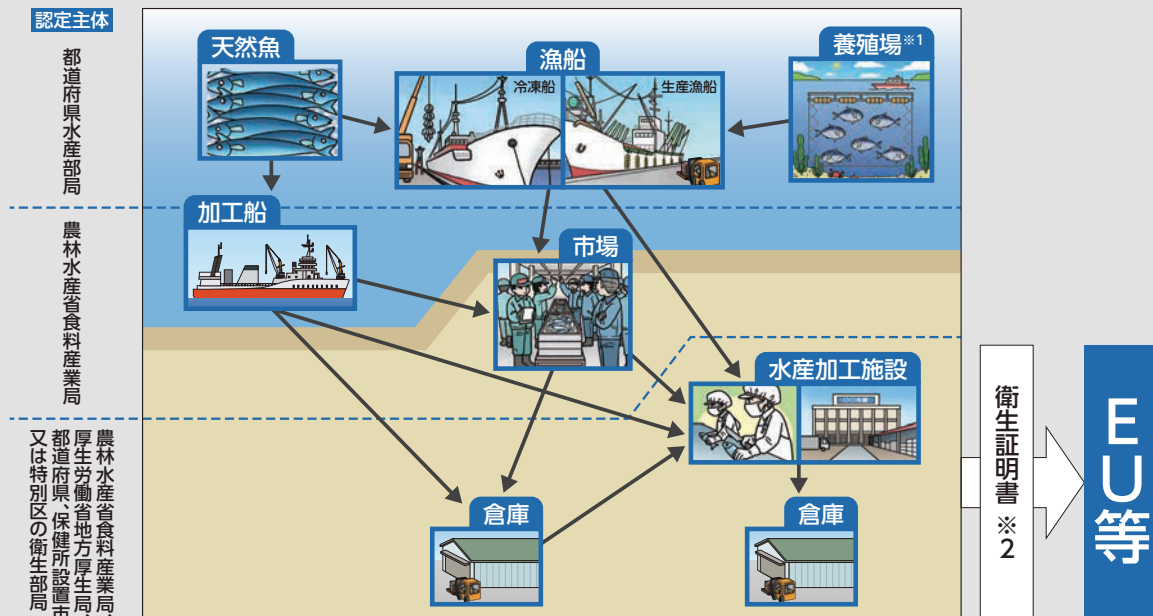 認定主体
都道府県水産部局
農林水産省食料産業局
農林水産省食料産業局、
厚生労働省地方厚生局、
都道府県、保健所設置市
又は特別区の衛生部局
天然魚
漁船
冷凍船
生産漁船
養殖場※1
加工船
市場
水産加工施設
倉庫
倉庫
衛生証明書 ※2
EU等